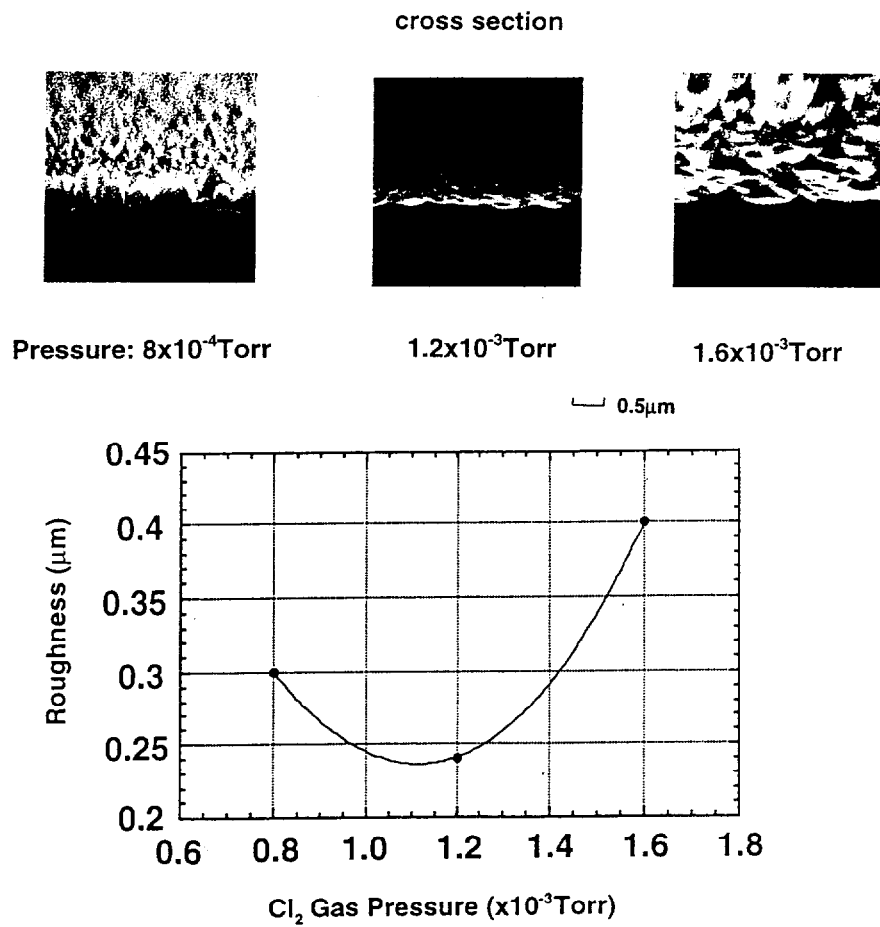 cross section
Pressure: 8x10⁻⁴Torr
1.2x10⁻³Torr
1.6x10⁻³Torr
0.5μm
0.45
0.4
0.35
0.3
0.25
0.2
Roughness (μm)
0.6 0.8 1.0 1.2 1.4 1.6 1.8
Cl₂ Gas Pressure (x10⁻³Torr)